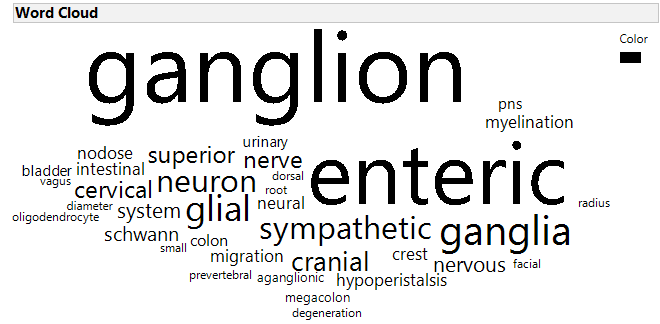 Word Cloud
Color
ganglion
pns
myelination
urinary
nodose superior nerve
bladder intestinal
vagus cervical neuron dorsal enteric
root
diameter system glial neural radius
oligodendrocyte
schwann colon sympathetic ganglia
small
migration cranial crest nervous facial
prevertebral aganglionic hypoperistalsis
megacolon
degeneration